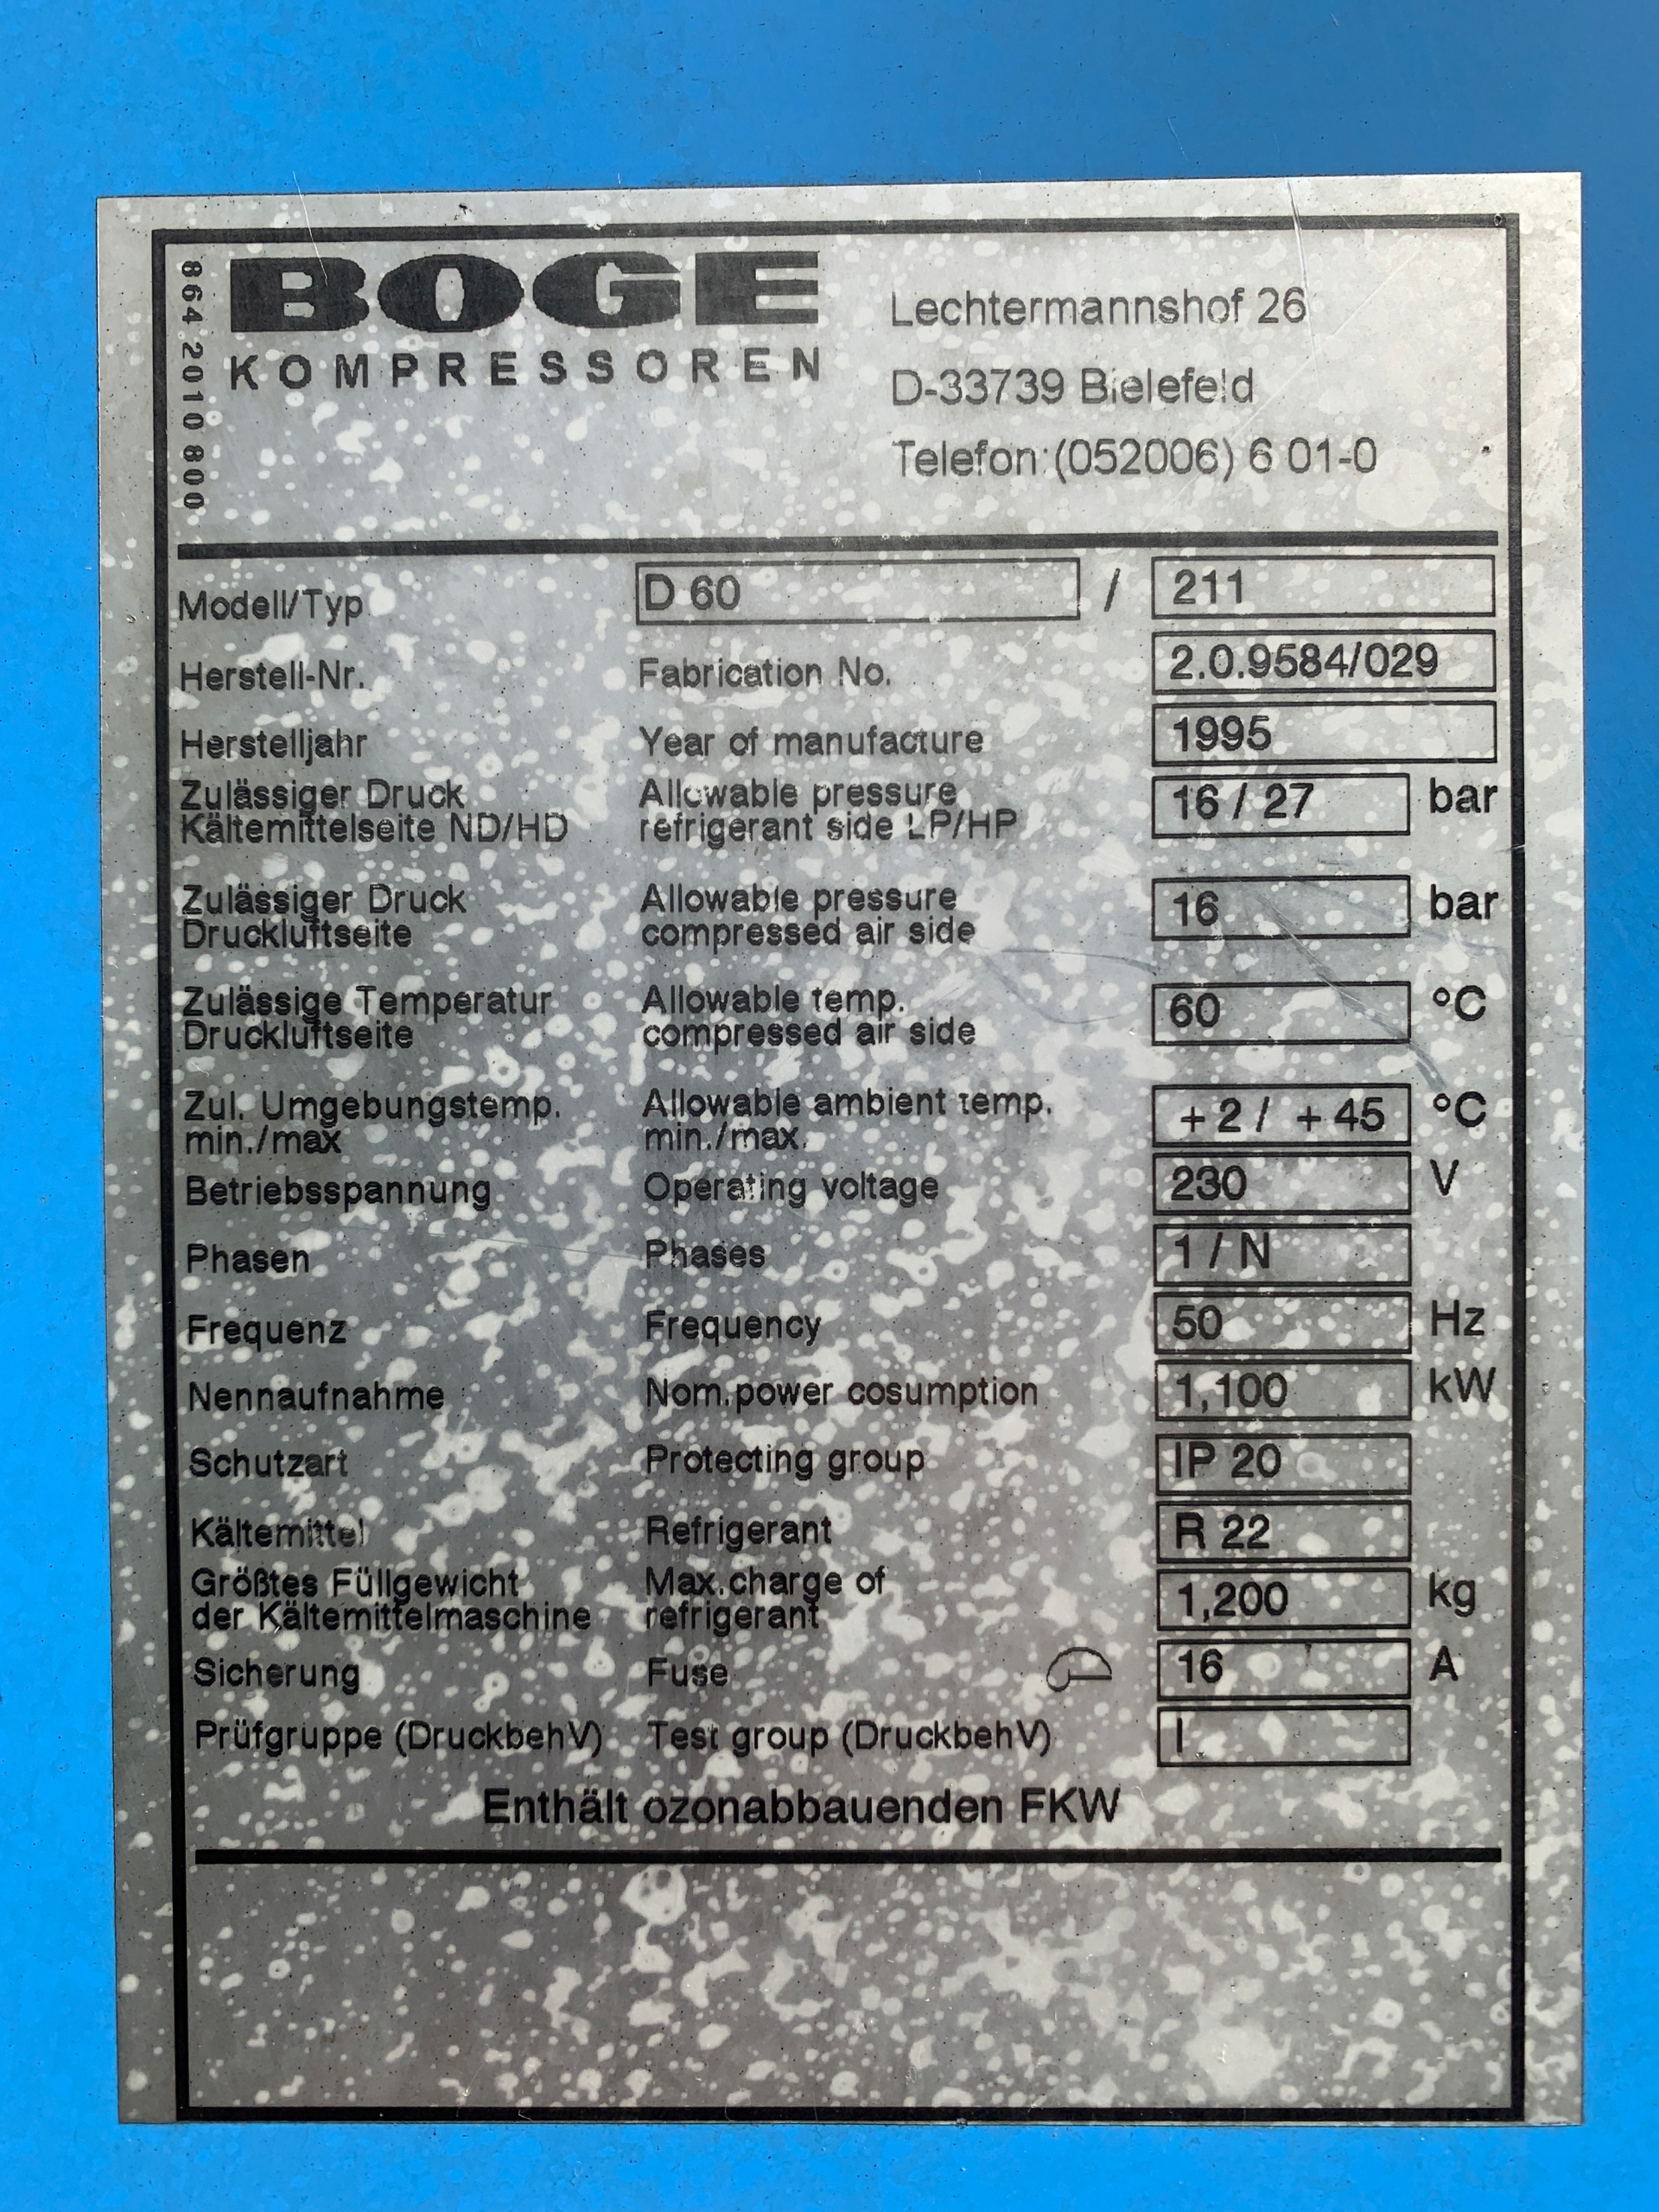 864 2010 800
BOGE
KOMPRESSOREN
Lechtermannshof 26
D-33739 Bielefeld
Telefon:(052006) 6 01-0
Modell/Typ D 60 / 211
Herstell-Nr. Fabrication No. 2.0.9584/029
Herstelljahr Year of manufacture 1995
Zulässiger Druck Allowable pressure 16 / 27 bar
Kältemittelseite ND/HD refrigerant side LP/HP
Zulässiger Druck Allowable pressure 16 bar
Druckluftseite compressed air side
Zulässige Temperatur Allowable temp. 60 °C
Druckluftseite compressed air side
Zul. Umgebungstemp. Allowable ambient temp. +2 / +45 °C
min./max min./max.
Betriebsspannung Operating voltage 230 V
Phasen Phases 1 / N
Frequenz Frequency 50 Hz
Nennaufnahme Nom.power cosumption 1,100 kW
Schutzart Protecting group IP 20
Kältemittel Refrigerant R 22
Größtes Füllgewicht Max.charge of 1,200 kg
der Kältemittelmaschine refrigerant
Sicherung Fuse 16 A
Prüfgruppe (DruckbehV) Test group (DruckbehV) I
Enthält ozonabbauenden FKW